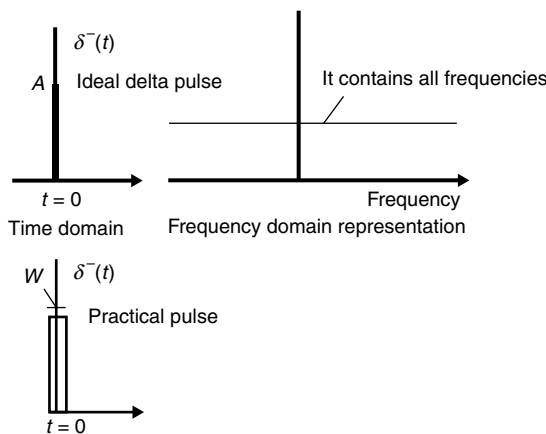 δ⁻(t)
A
Ideal delta pulse
It contains all frequencies
t = 0
Frequency
Time domain
Frequency domain representation
W
δ⁻(t)
Practical pulse
t = 0